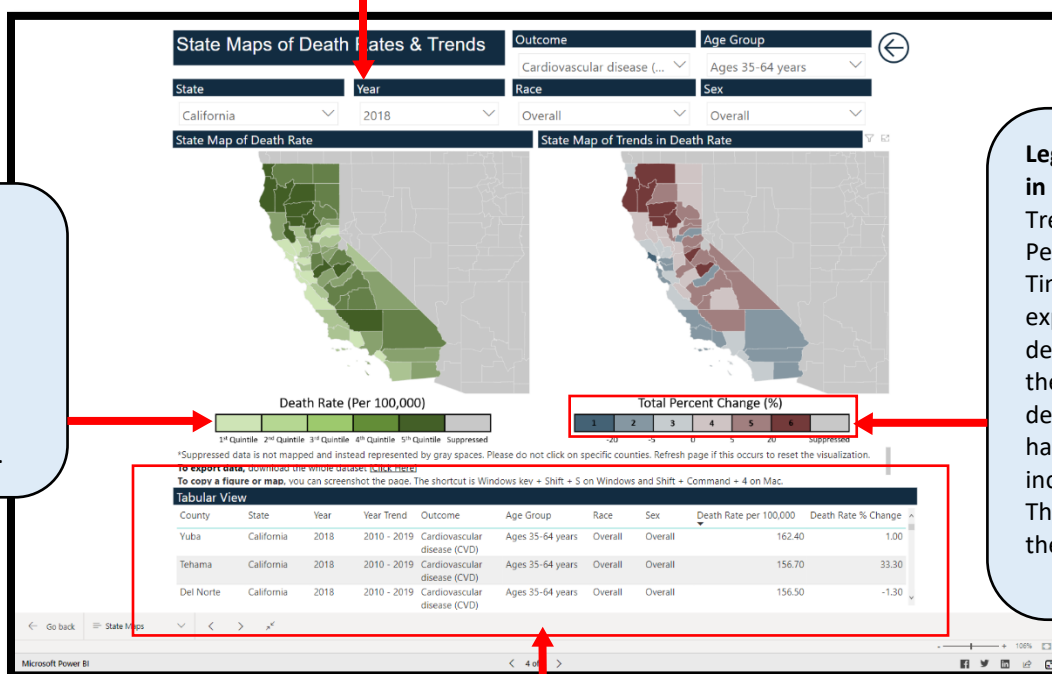 State Maps of Death Rates & Trends
Outcome
Age Group
Cardiovascular disease (...
Ages 35-64 years
State
Year
Race
Sex
California
2018
Overall
Overall
State Map of Death Rate
State Map of Trends in Death Rate
Death Rate (Per 100,000)
1st Quintile 2nd Quintile 3rd Quintile 4th Quintile 5th Quintile Suppressed
Total Percent Change (%)
1 2 3 4 5 6
-20 -5 0 5 20 Suppressed
*Suppressed data is not mapped and instead represented by gray spaces. Please do not click on specific counties. Refresh page if this occurs to reset the visualization.
To export data, download the whole dataset [Click Here]
To copy a figure or map, you can screenshot the page. The shortcut is Windows key + Shift + S on Windows and Shift + Command + 4 on Mac.
Tabular View
County State Year Year Trend Outcome Age Group Race Sex Death Rate per 100,000 Death Rate % Change
Yuba California 2018 2010 - 2019 Cardiovascular disease (CVD) Ages 35-64 years Overall Overall 162.40 1.00
Tehama California 2018 2010 - 2019 Cardiovascular disease (CVD) Ages 35-64 years Overall Overall 156.70 33.30
Del Norte California 2018 2010 - 2019 Cardiovascular disease (CVD) Ages 35-64 years Overall Overall 156.50 -1.30
Go back State Maps
Microsoft Power BI
4 of
106%
in
Tre
Pe
the
ha
Th
the